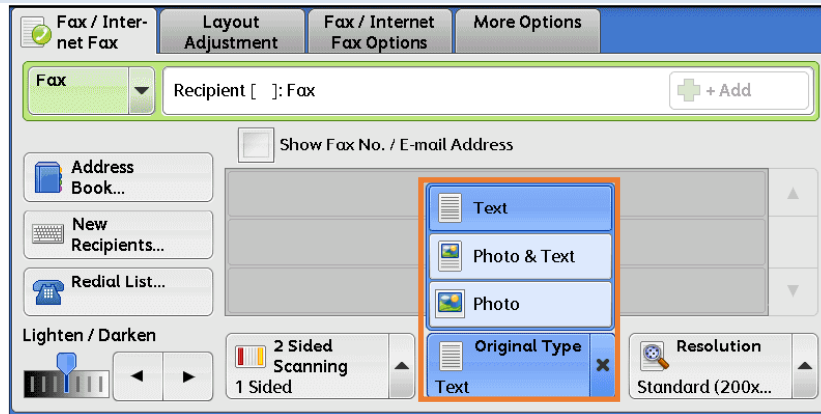 Fax / Inter-
net Fax
Layout
Adjustment
Fax / Internet
Fax Options
More Options
Fax
Recipient [ ]: Fax
+ Add
Show Fax No. / E-mail Address
Address
Book...
New
Recipients...
Redial List...
Text
Photo & Text
Photo
Lighten / Darken
2 Sided
Scanning
1 Sided
Original Type
Text
Resolution
Standard (200x...